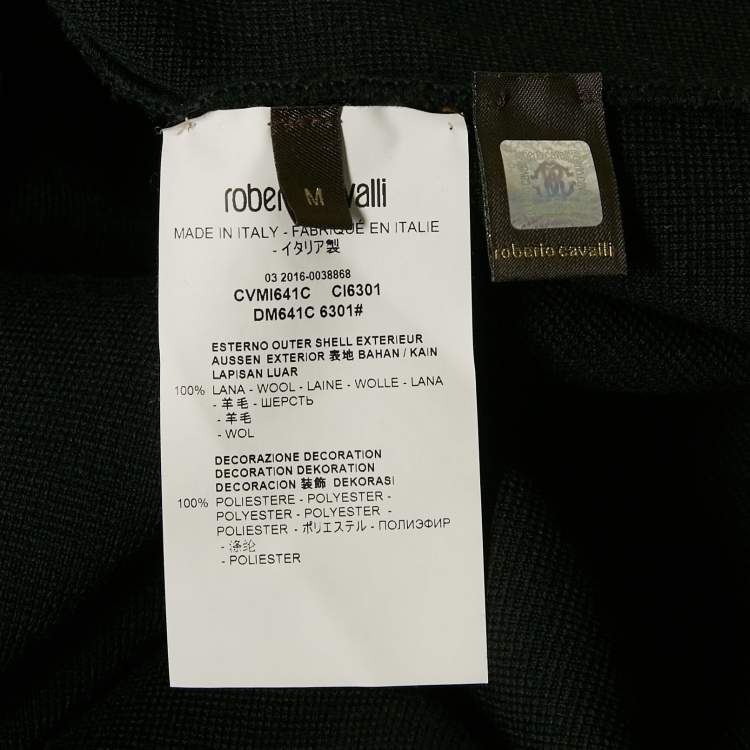 M
roberto cavalli
MADE IN ITALY - FABRIQUÉ EN ITALIE
- イタリア製
03 2016-0038868
CVMI641C CI6301
DM641C 6301#
ESTERNO OUTER SHELL EXTERIEUR
AUSSEN EXTERIOR 表地 BAHAN / KAIN
LAPISAN LUAR
100% LANA - WOOL - LAINE - WOLLE - LANA
- 羊毛 - ШЕРСТЬ
- 羊毛
- WOL
DECORAZIONE DECORATION
DECORATION DEKORATION
DECORACION 装飾 DEKORASI
100% POLIESTERE - POLYESTER -
POLYESTER - POLYESTER -
POLIESTER - ポリエステル - ПОЛИЭФИР
- 涤纶
- POLIESTER
roberto cavalli